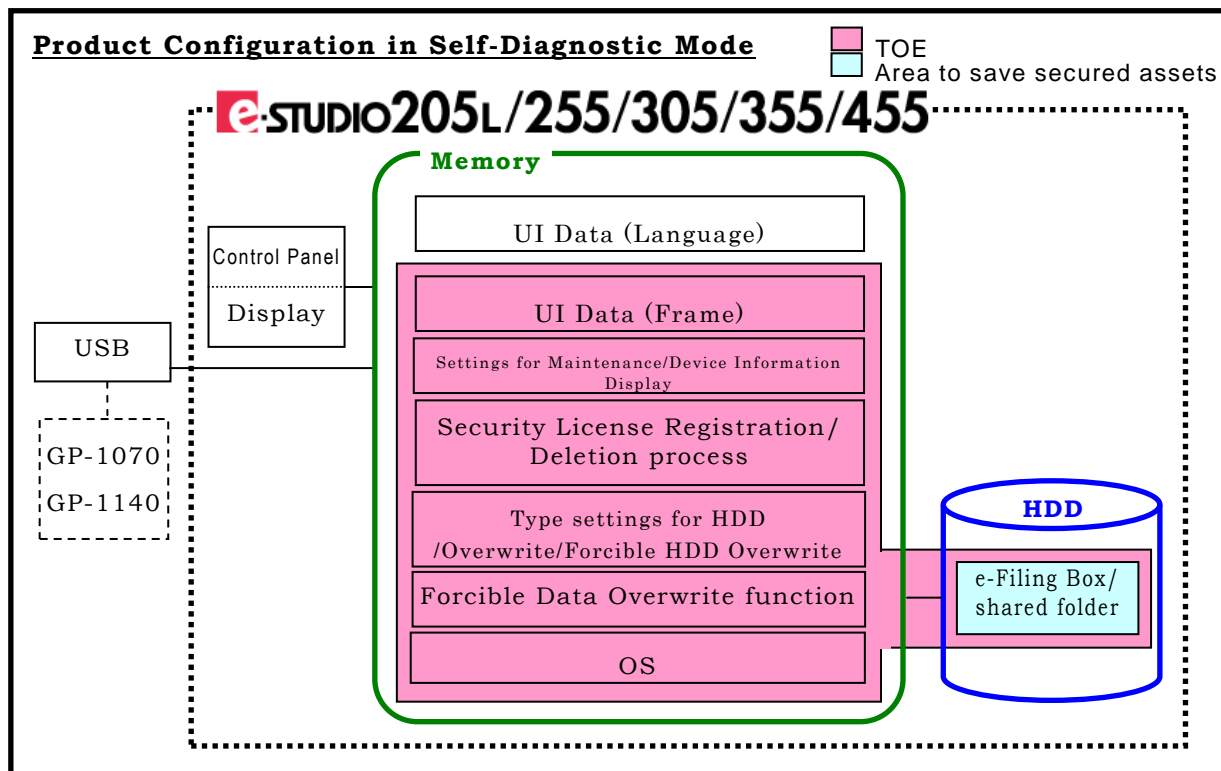 Product Configuration in Self-Diagnostic Mode
TOE
Area to save secured assets
e-STUDIO205L/255/305/355/455
Memory
UI Data (Language)
Control Panel
Display
UI Data (Frame)
USB
Settings for Maintenance/Device Information
Display
Security License Registration/
Deletion process
GP-1070
GP-1140
Type settings for HDD
/Overwrite/Forcible HDD Overwrite
HDD
e-Filing Box/
shared folder
Forcible Data Overwrite function
OS